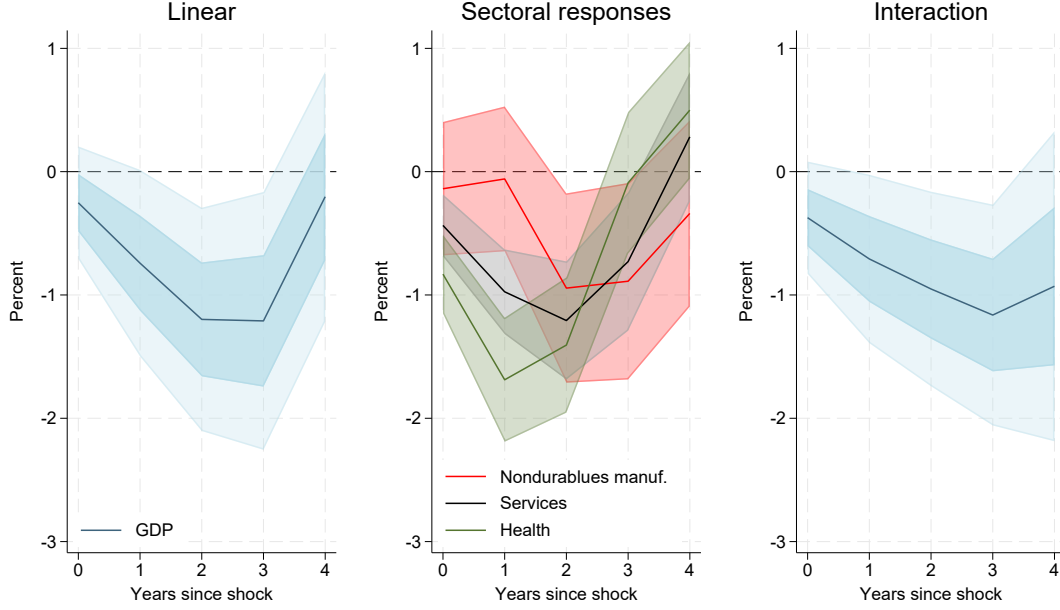 Linear
Sectoral responses
Interaction
1
0
-1
-2
-3
Percent
GDP
0 1 2 3 4
Years since shock
1
0
-1
-2
-3
Percent
Nondurablues manuf.
Services
Health
0 1 2 3 4
Years since shock
1
0
-1
-2
-3
Percent
0 1 2 3 4
Years since shock